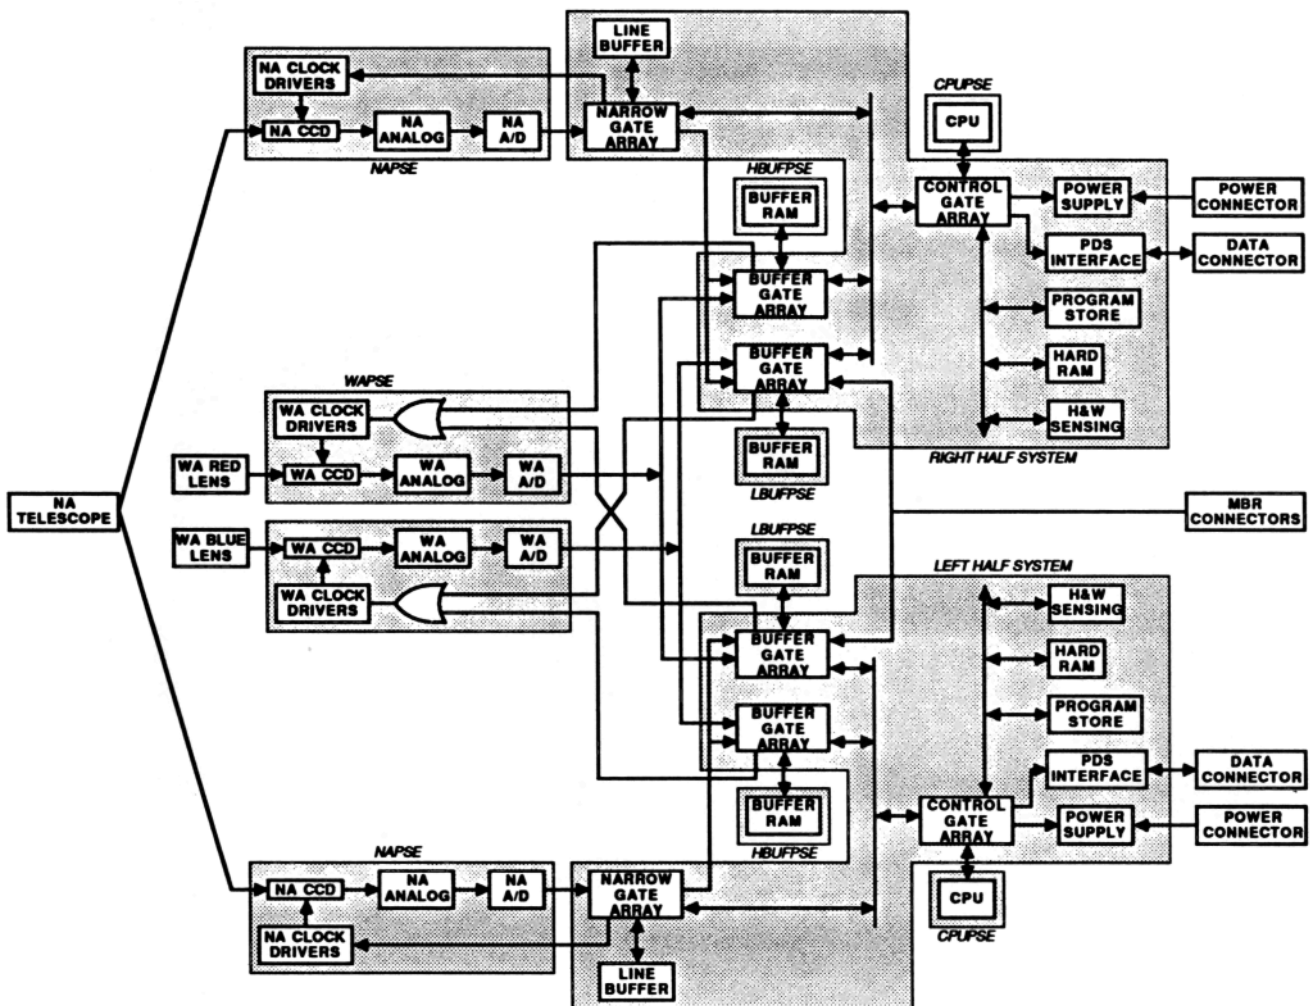 LINE
BUFFER
NA CLOCK
DRIVERS
NA CCD
NA
ANALOG
NA
A/D
NARROW
GATE
ARRAY
NAPSE
CPUPSE
CPU
HBUFPSE
BUFFER
RAM
CONTROL
GATE
ARRAY
POWER
SUPPLY
POWER
CONNECTOR
PDS
INTERFACE
DATA
CONNECTOR
BUFFER
GATE
ARRAY
PROGRAM
STORE
BUFFER
GATE
ARRAY
HARD
RAM
WAPSE
WA CLOCK
DRIVERS
H&W
SENSING
BUFFER
RAM
RIGHT HALF SYSTEM
WA RED
LENS
WA CCD
WA
ANALOG
WA
A/D
LBUFPSE
NA
TELESCOPE
MBR
CONNECTORS
LBUFPSE
WA BLUE
LENS
WA CCD
WA
ANALOG
WA
A/D
BUFFER
RAM
LEFT HALF SYSTEM
WA CLOCK
DRIVERS
H&W
SENSING
BUFFER
GATE
ARRAY
HARD
RAM
BUFFER
GATE
ARRAY
PROGRAM
STORE
PDS
INTERFACE
DATA
CONNECTOR
BUFFER
RAM
CONTROL
GATE
ARRAY
POWER
SUPPLY
POWER
CONNECTOR
HBUFPSE
NAPSE
NA CCD
NA
ANALOG
NA
A/D
NARROW
GATE
ARRAY
CPU
CPUPSE
NA CLOCK
DRIVERS
LINE
BUFFER